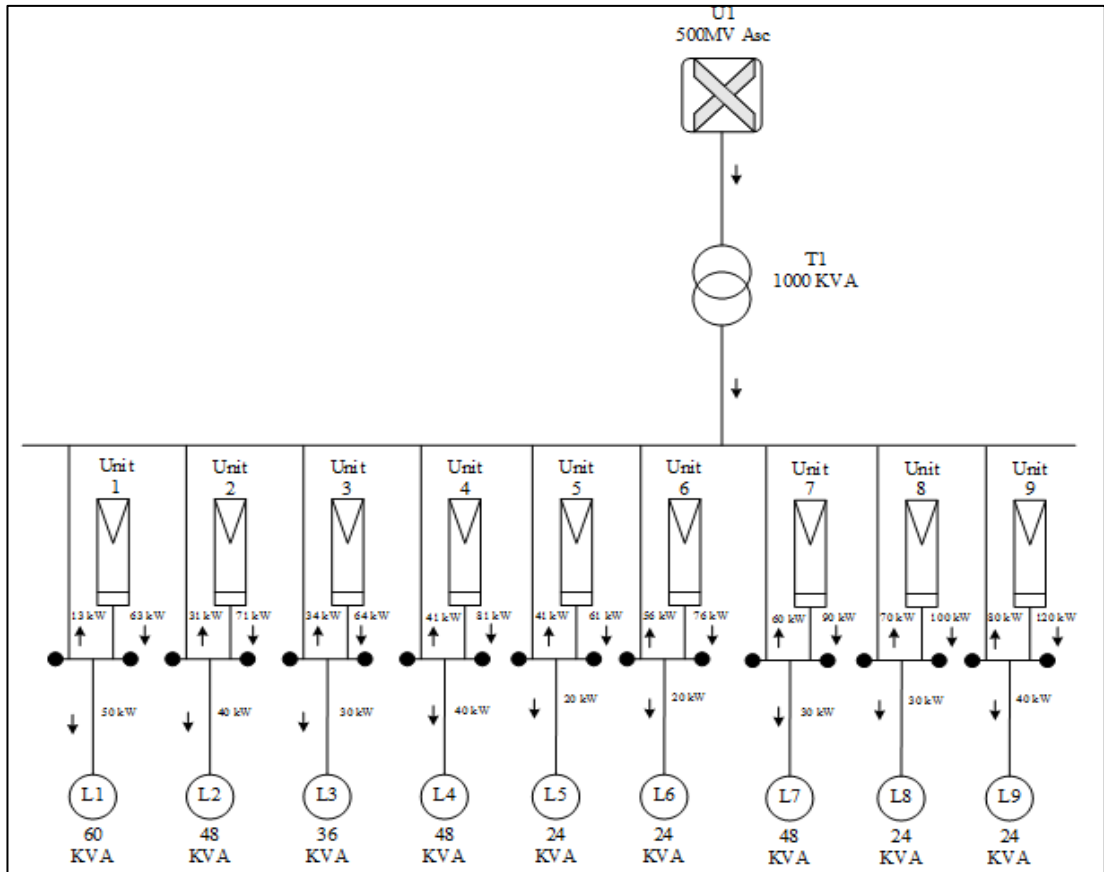 U1
500MV Asc
T1
1000 KVA
Unit
1
Unit
2
Unit
3
Unit
4
Unit
5
Unit
6
Unit
7
Unit
8
Unit
9
13 kW
63 kW
31 kW
71 kW
34 kW
64 kW
41 kW
81 kW
41 kW
61 kW
56 kW
76 kW
60 kW
90 kW
70 kW
100 kW
80 kW
120 kW
50 kW
40 kW
30 kW
40 kW
20 kW
20 kW
30 kW
30 kW
40 kW
L1
L2
L3
L4
L5
L6
L7
L8
L9
60
KVA
48
KVA
36
KVA
48
KVA
24
KVA
24
KVA
48
KVA
24
KVA
24
KVA